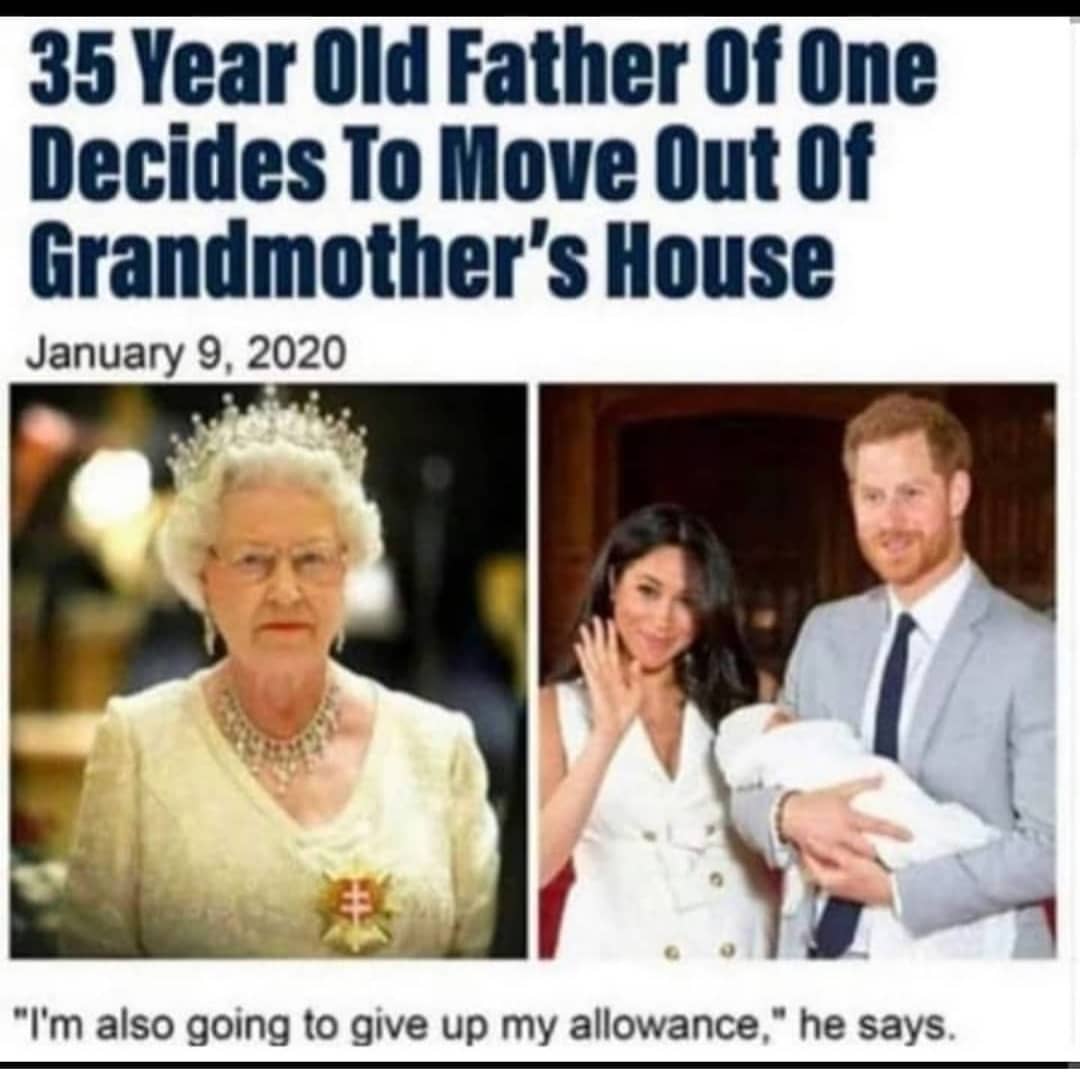 35 Year Old Father Of One
Decides To Move Out Of
Grandmother's House
January 9, 2020
"I'm also going to give up my allowance," he says.